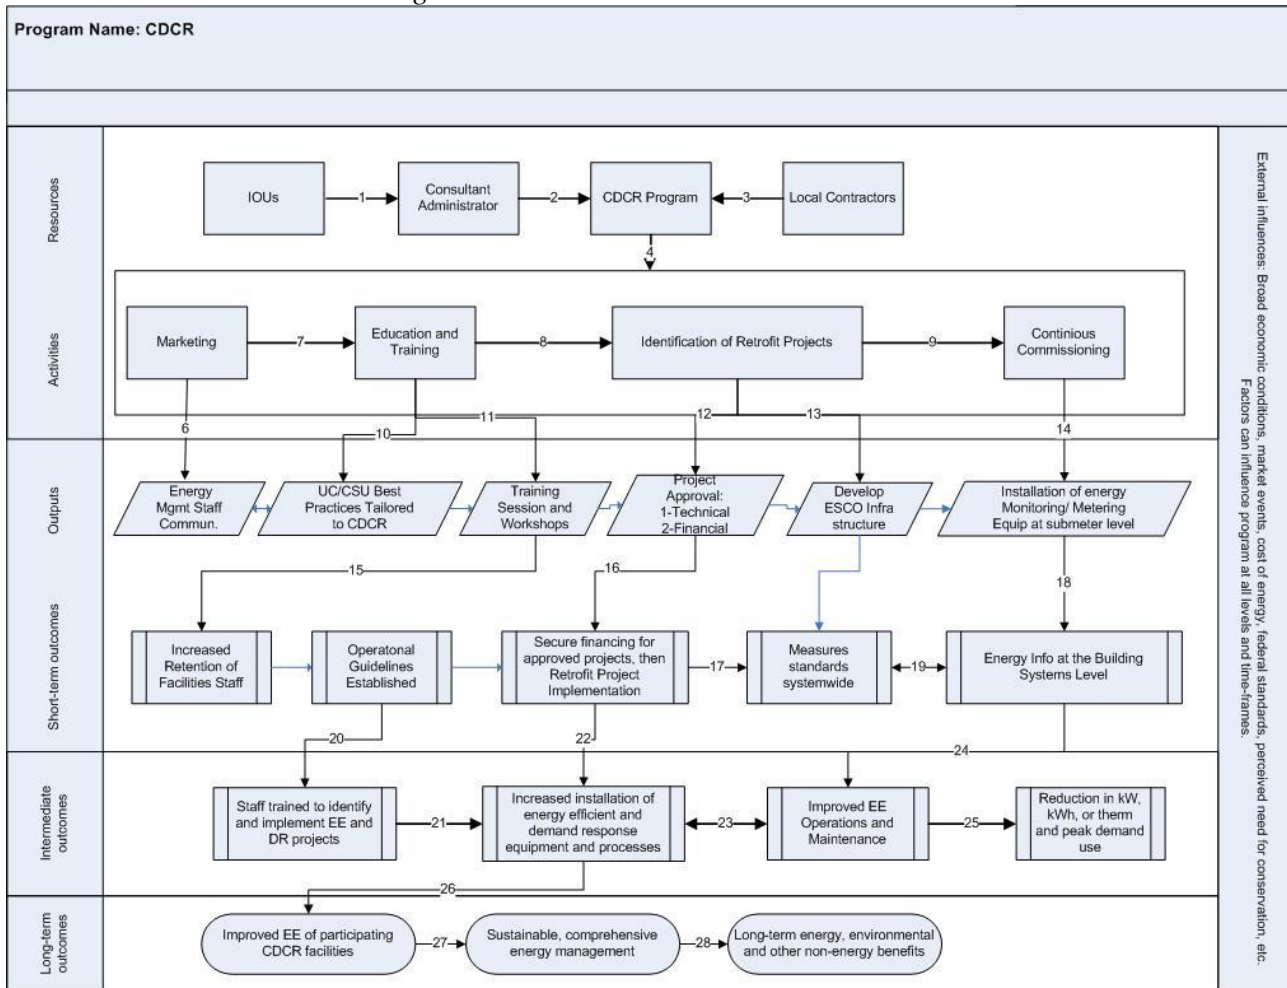 Program Name: CDCR
Resources
IOUs
1
Consultant
Administrator
2
CDCR Program
3
Local Contractors
4
Activities
Marketing
7
Education and
Training
8
Identification of Retrofit Projects
9
Continious
Commissioning
6
10
11
12
13
14
Outputs
Energy
Mgmt Staff
Commun.
UC/CSU Best
Practices Tailored
to CDCR
Training
Session and
Workshops
Project
Approval:
1-Technical
2-Financial
Develop
ESCO Infra
structure
Installation of energy
Monitoring/ Metering
Equip at submeter level
15
16
18
Short-term outcomes
Increased
Retention of
Facilities Staff
Operatonal
Guidelines
Established
Secure financing for
approved projects, then
Retrofit Project
Implementation
17
Measures
standards
systemwide
19
Energy Info at the Building
Systems Level
20
22
24
Intermediate
outcomes
Staff trained to identify
and implement EE and
DR projects
21
Increased installation of
energy efficient and
demand response
equipment and processes
23
Improved EE
Operations and
Maintenance
25
Reduction in kW,
kWh, or therm
and peak demand
use
26
Long-term
outcomes
Improved EE of participating
CDCR facilities
27
Sustainable, comprehensive
energy management
28
Long-term energy, environmental
and other non-energy benefits
External influences: Broad economic conditions, market events, cost of energy, federal standards, perceived need for conservation, etc.
Factors can influence program at all levels and time-frames.